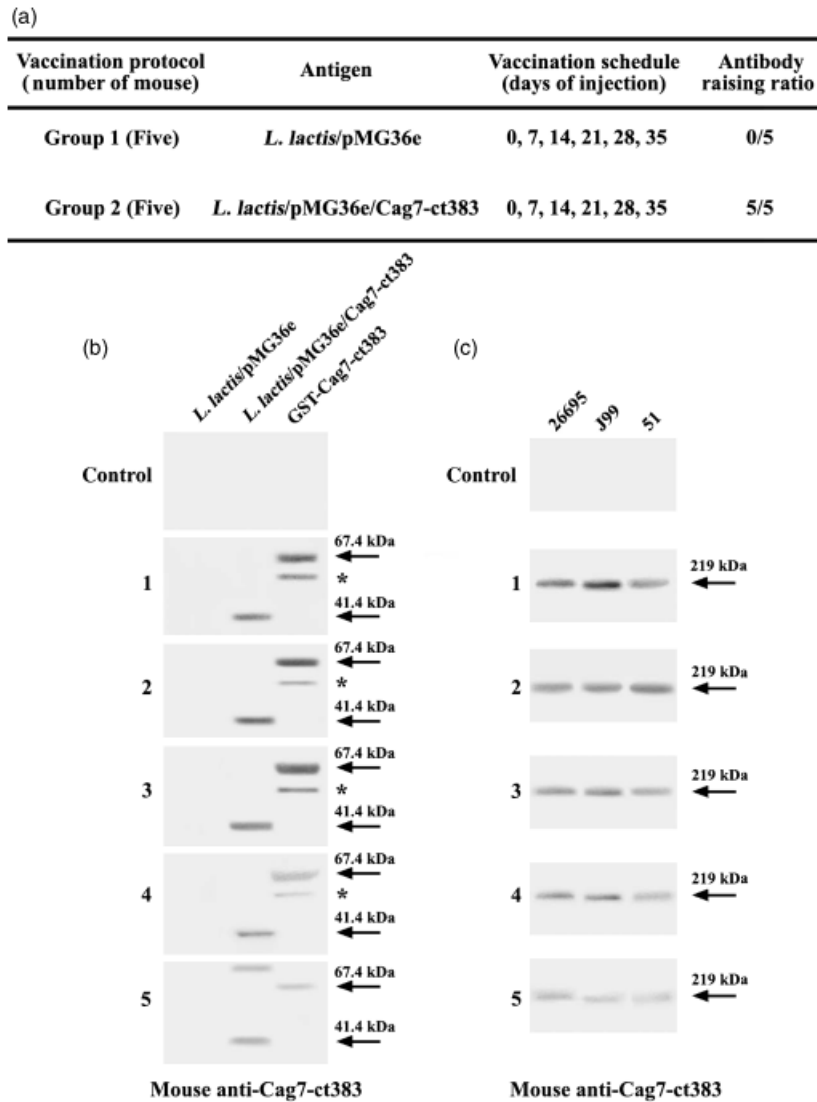 (a)
Vaccination protocol Antigen Vaccination schedule Antibody
(number of mouse) (days of injection) raising ratio
Group 1 (Five) L. lactis/pMG36e 0, 7, 14, 21, 28, 35 0/5
Group 2 (Five) L. lactis/pMG36e/Cag7-ct383 0, 7, 14, 21, 28, 35 5/5
(b)
L. lactis/pMG36e
L. lactis/pMG36e/Cag7-ct383
GST-Cag7-ct383
Control
67.4 kDa
1 *
41.4 kDa
67.4 kDa
2 *
41.4 kDa
67.4 kDa
3 *
41.4 kDa
67.4 kDa
4 *
41.4 kDa
67.4 kDa
5
41.4 kDa
Mouse anti-Cag7-ct383
(c)
26695 J99 51
Control
219 kDa
1
219 kDa
2
219 kDa
3
219 kDa
4
219 kDa
5
Mouse anti-Cag7-ct383